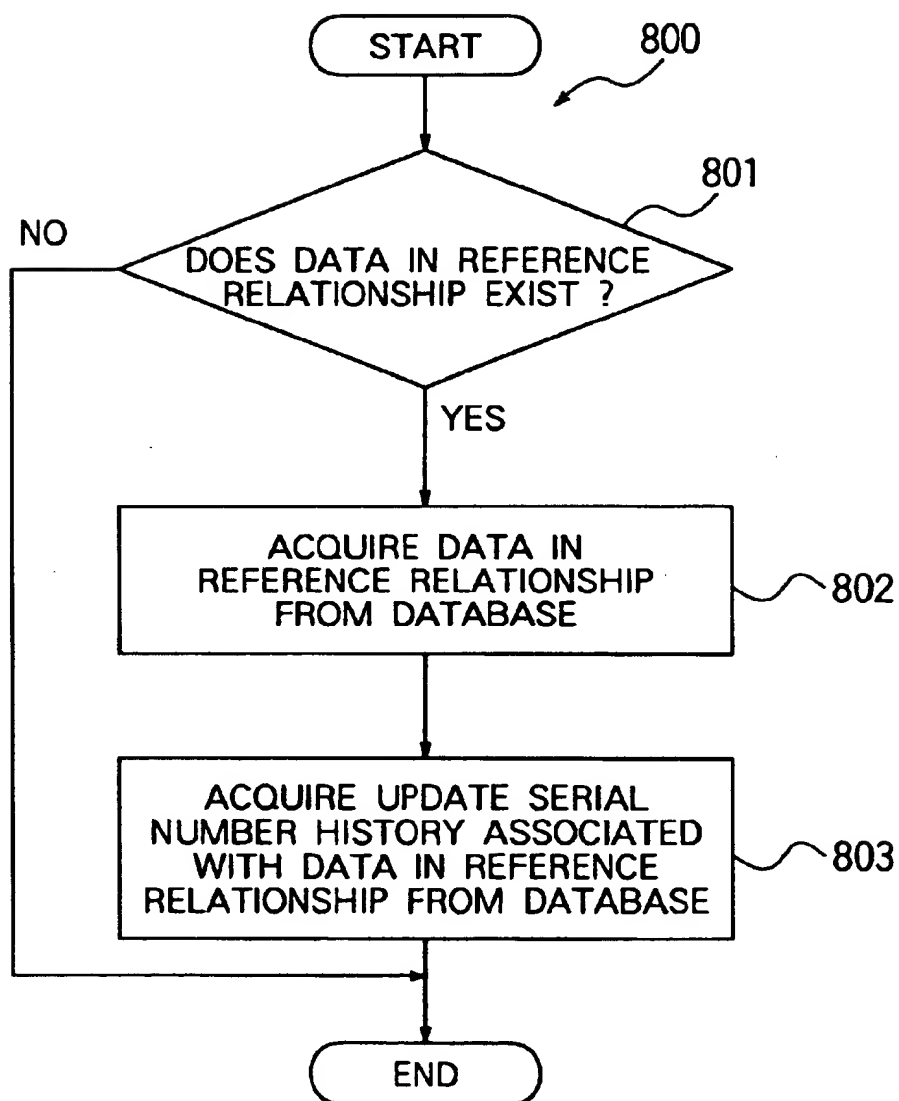 START
800
801
NO
DOES DATA IN REFERENCE
RELATIONSHIP EXIST ?
YES
ACQUIRE DATA IN
REFERENCE RELATIONSHIP
FROM DATABASE
802
ACQUIRE UPDATE SERIAL
NUMBER HISTORY ASSOCIATED
WITH DATA IN REFERENCE
RELATIONSHIP FROM DATABASE
803
END